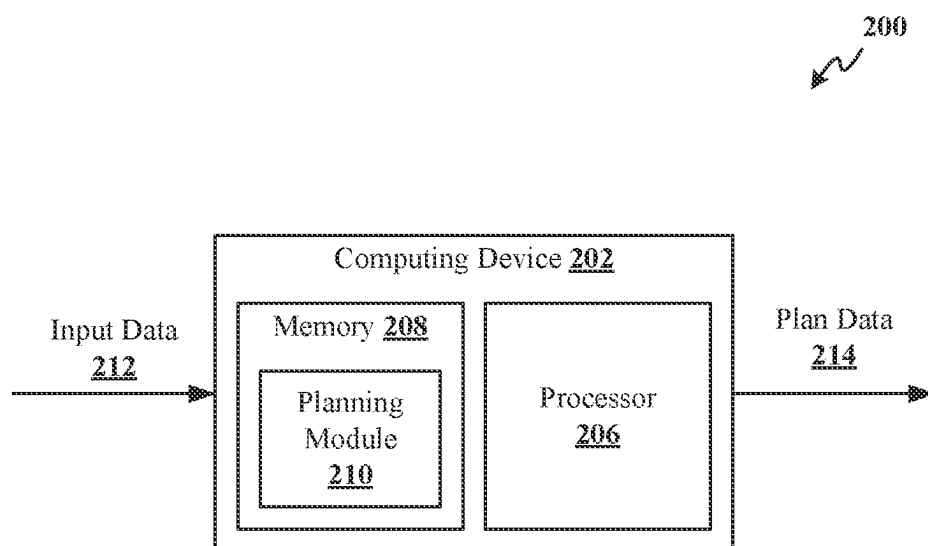 200
Computing Device 202
Memory 208
Planning
Module
210
Processor
206
Input Data
212
Plan Data
214